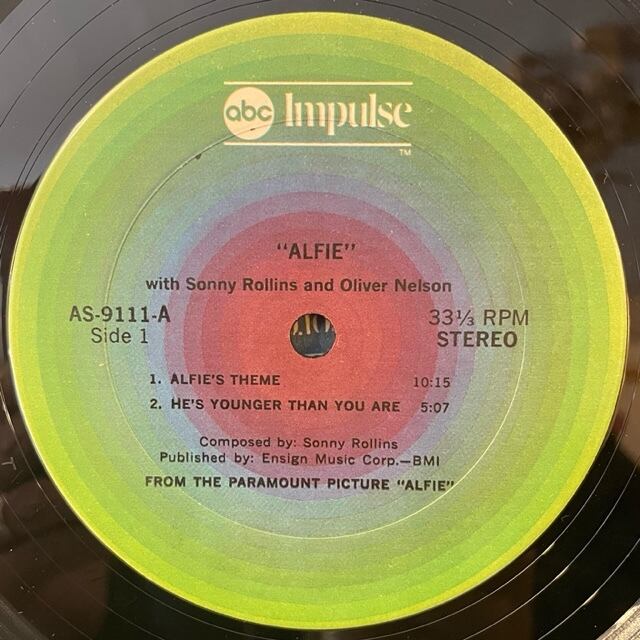 abc Impulse
TM
"ALFIE"
with Sonny Rollins and Oliver Nelson
AS-9111-A
Side 1
33⅓ RPM
STEREO
1. ALFIE'S THEME 10:15
2. HE'S YOUNGER THAN YOU ARE 5:07
Composed by: Sonny Rollins
Published by: Ensign Music Corp.—BMI
FROM THE PARAMOUNT PICTURE "ALFIE"